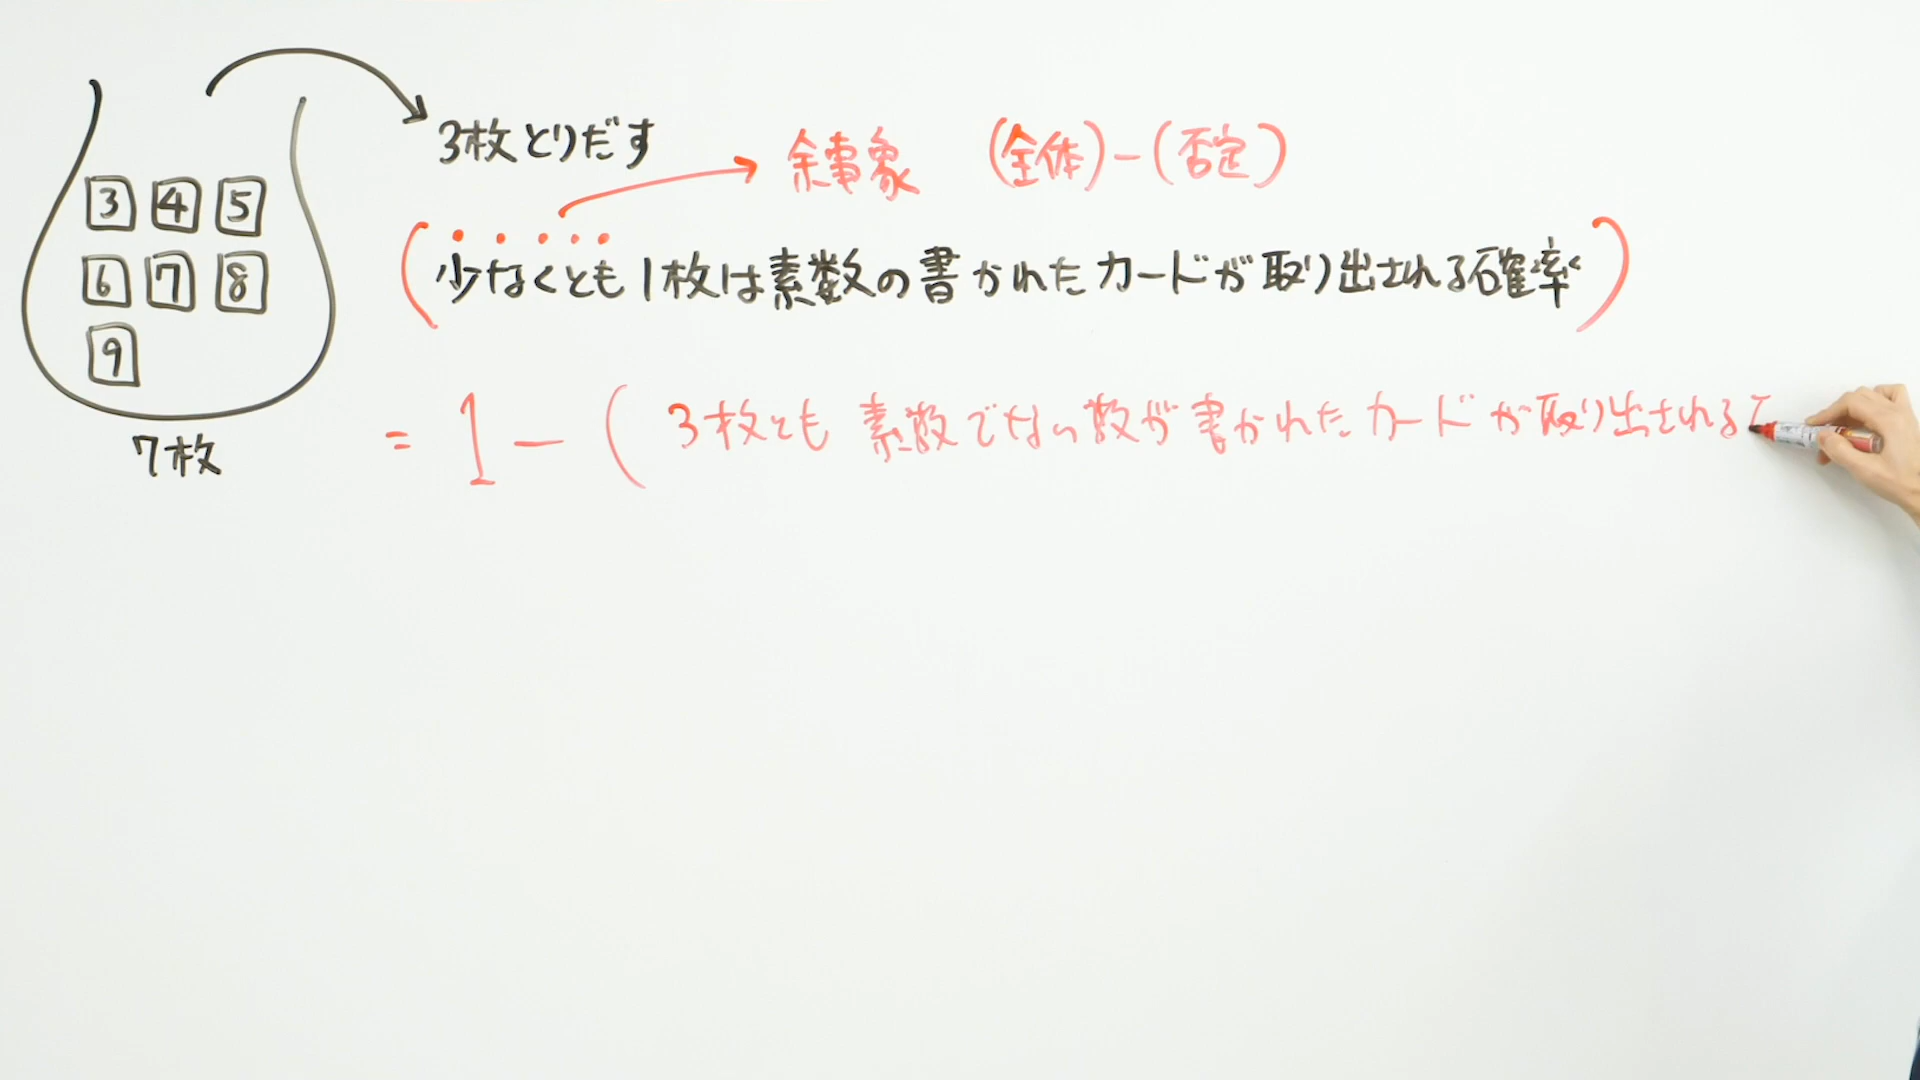 3枚とりだす
余事象 (全体)-(否定)
3 4 5
(少なくとも1枚は素数の書かれたカードが取り出される確率)
6 7 8
9
7枚
= 1 - ( 3枚とも 素数でない数が書かれたカードが取り出される